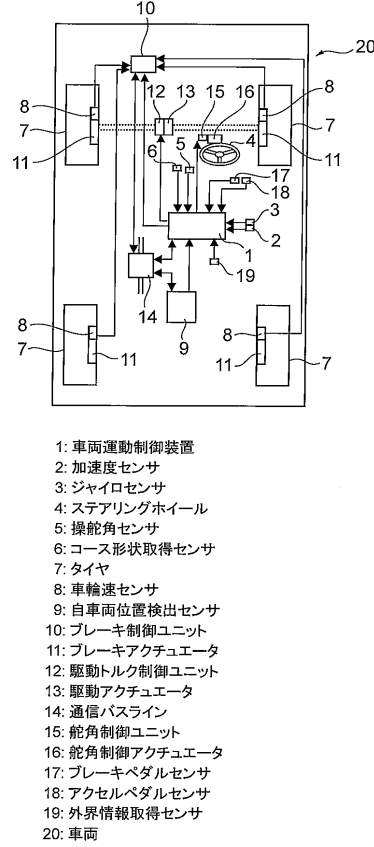 10
20
8
12
13
15
16
8
7
7
11
6
5
4
11
17
18
3
2
1
19
14
9
8
7
11
8
7
11
1: 車両運動制御装置
2: 加速度センサ
3: ジャイロセンサ
4: ステアリングホイール
5: 操舵角センサ
6: コース形状取得センサ
7: タイヤ
8: 車輪速センサ
9: 自車両位置検出センサ
10: ブレーキ制御ユニット
11: ブレーキアクチュエータ
12: 駆動トルク制御ユニット
13: 駆動アクチュエータ
14: 通信バスライン
15: 舵角制御ユニット
16: 舵角制御アクチュエータ
17: ブレーキペダルセンサ
18: アクセルペダルセンサ
19: 外界情報取得センサ
20: 車両